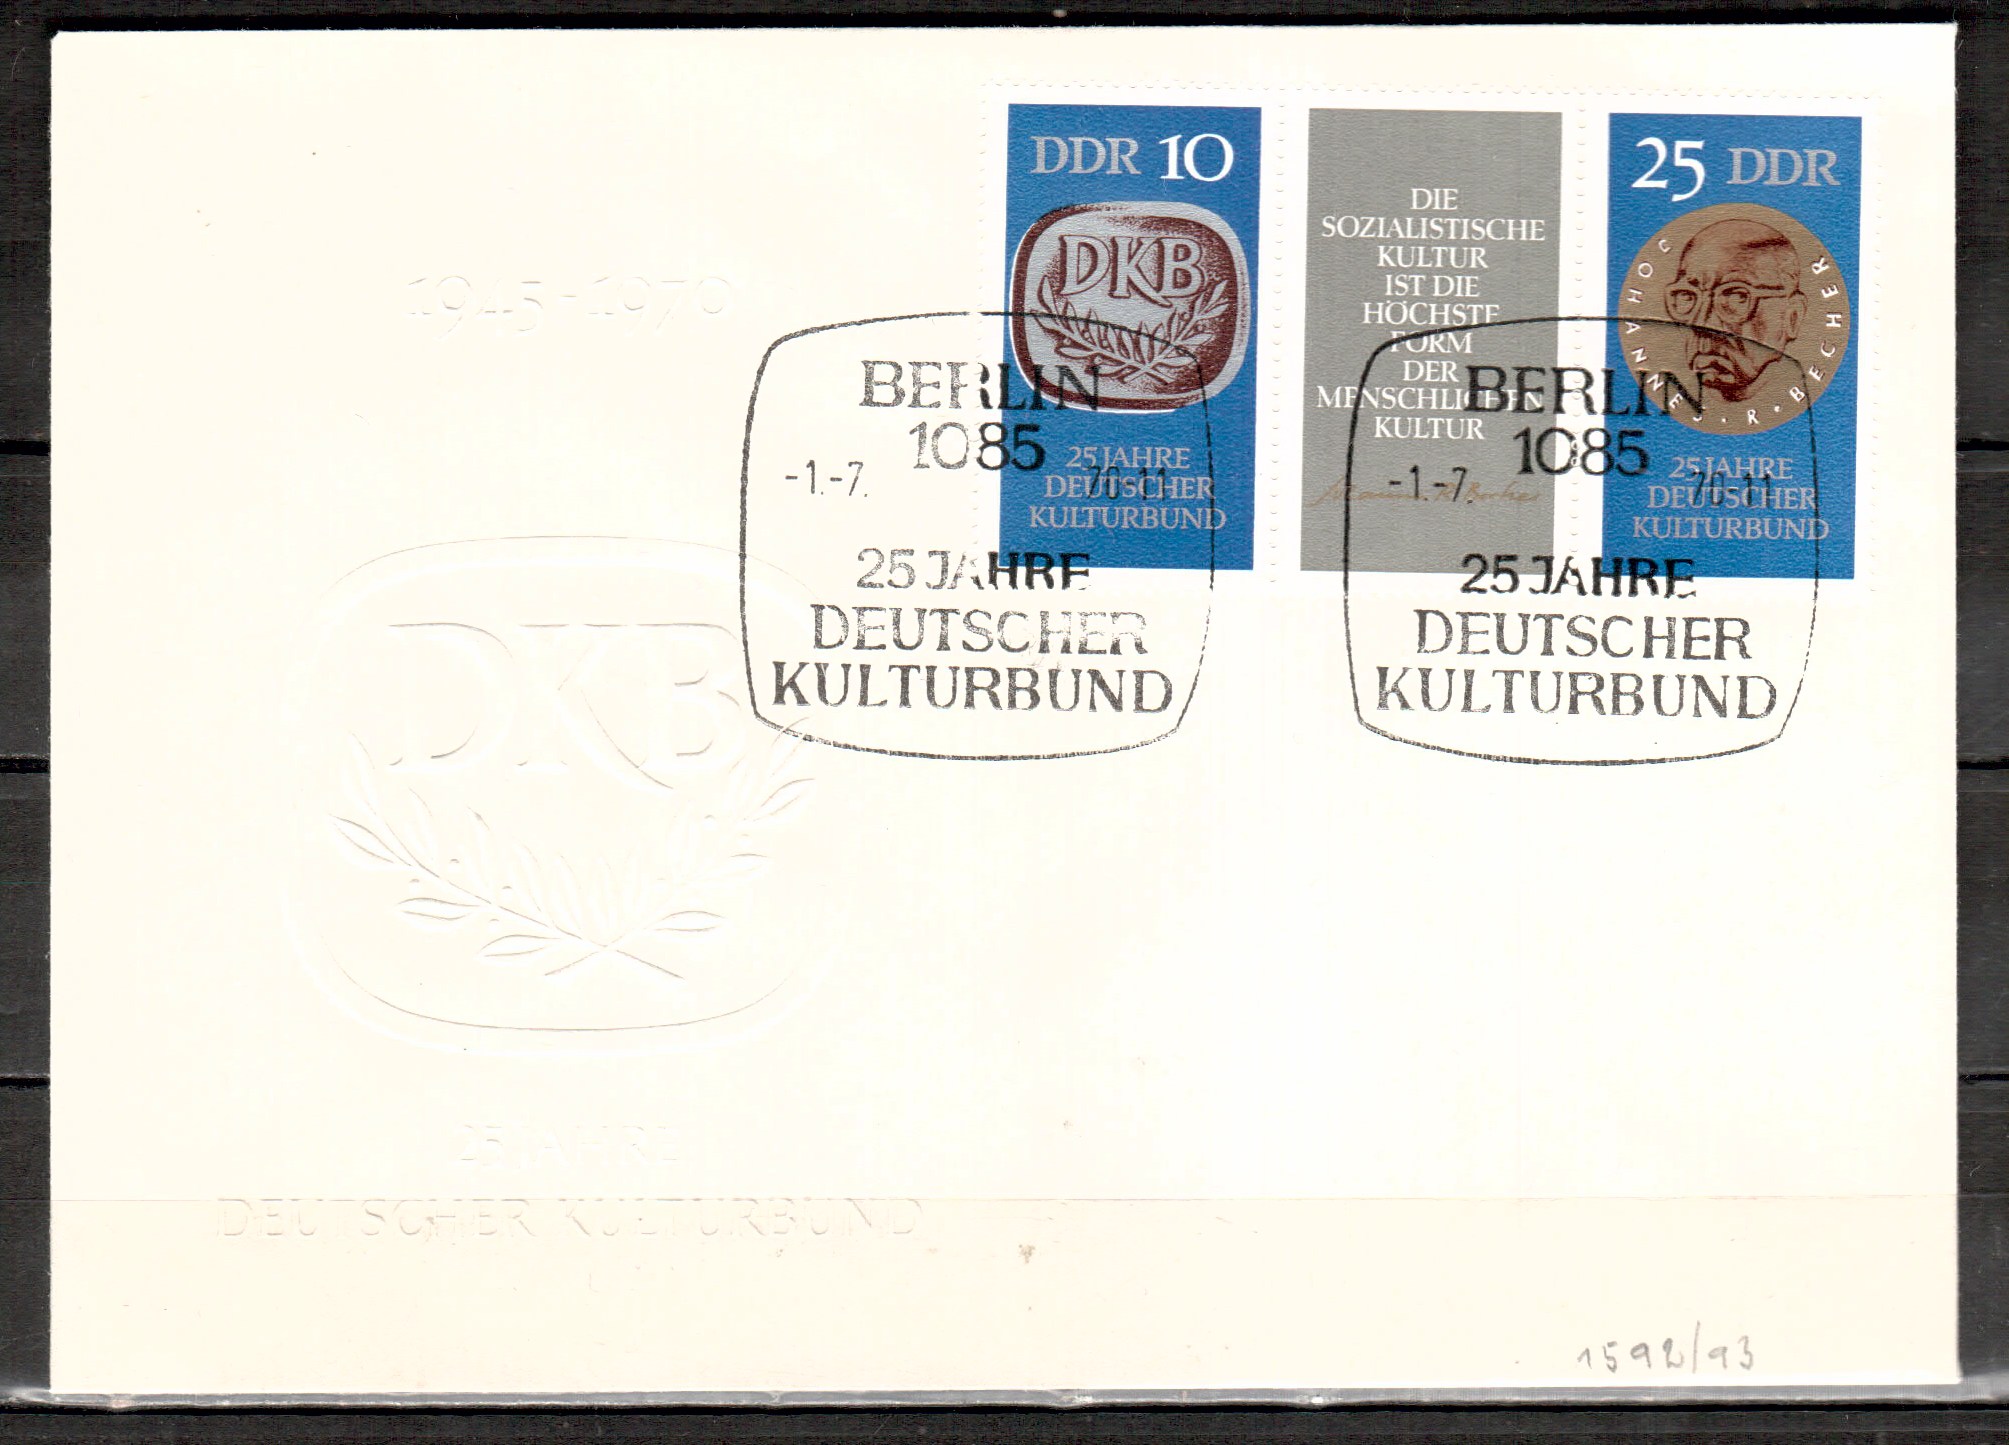 1945-1970
DKB
25 JAHRE
DEUTSCHER KULTURBUND
DDR 10
DKB
25 JAHRE
DEUTSCHER
KULTURBUND
DIE
SOZIALISTISCHE
KULTUR
IST DIE
HÖCHSTE
FORM
DER
MENSCHLICHEN
KULTUR
25 DDR
JOHANNES · R · BECHER
25 JAHRE
DEUTSCHER
KULTURBUND
BERLIN
1085
-1.-7. 70-11
25 JAHRE
DEUTSCHER
KULTURBUND
BERLIN
1085
-1.-7. 70-11
25 JAHRE
DEUTSCHER
KULTURBUND
1592/93